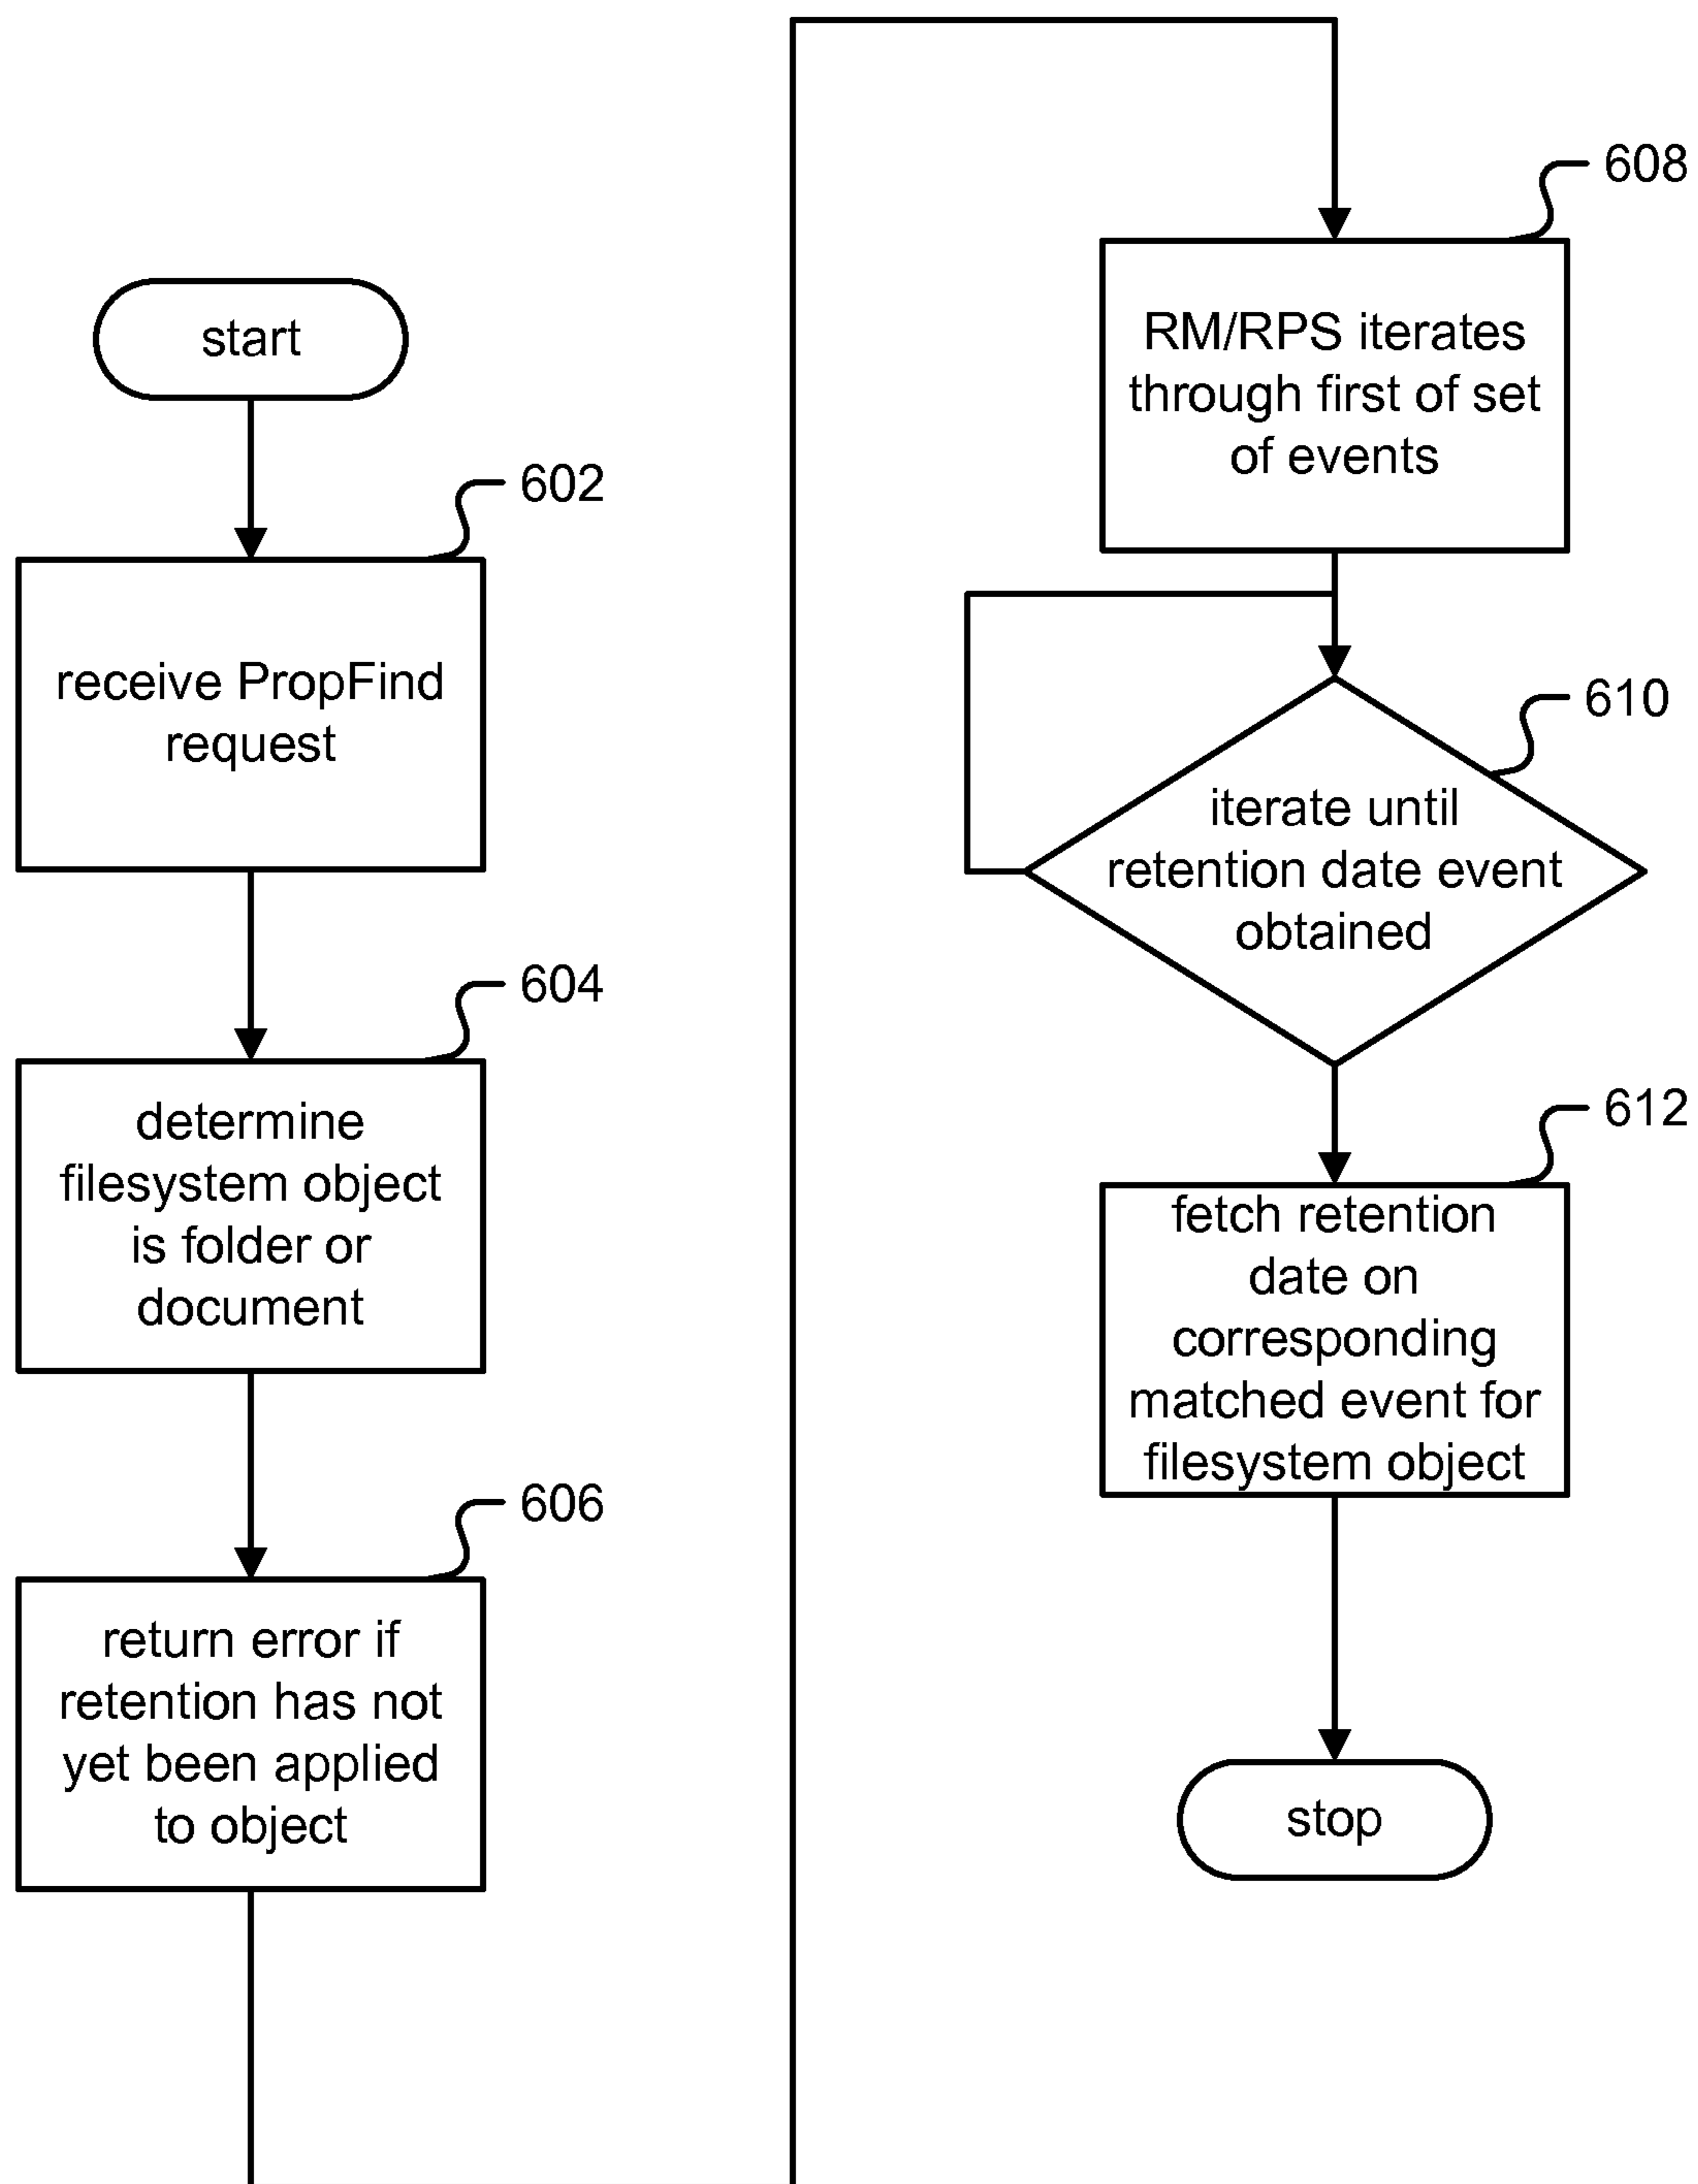 start
602
receive PropFind
request
604
determine
filesystem object
is folder or
document
606
return error if
retention has not
yet been applied
to object
608
RM/RPS iterates
through first of set
of events
610
iterate until
retention date event
obtained
612
fetch retention
date on
corresponding
matched event for
filesystem object
stop